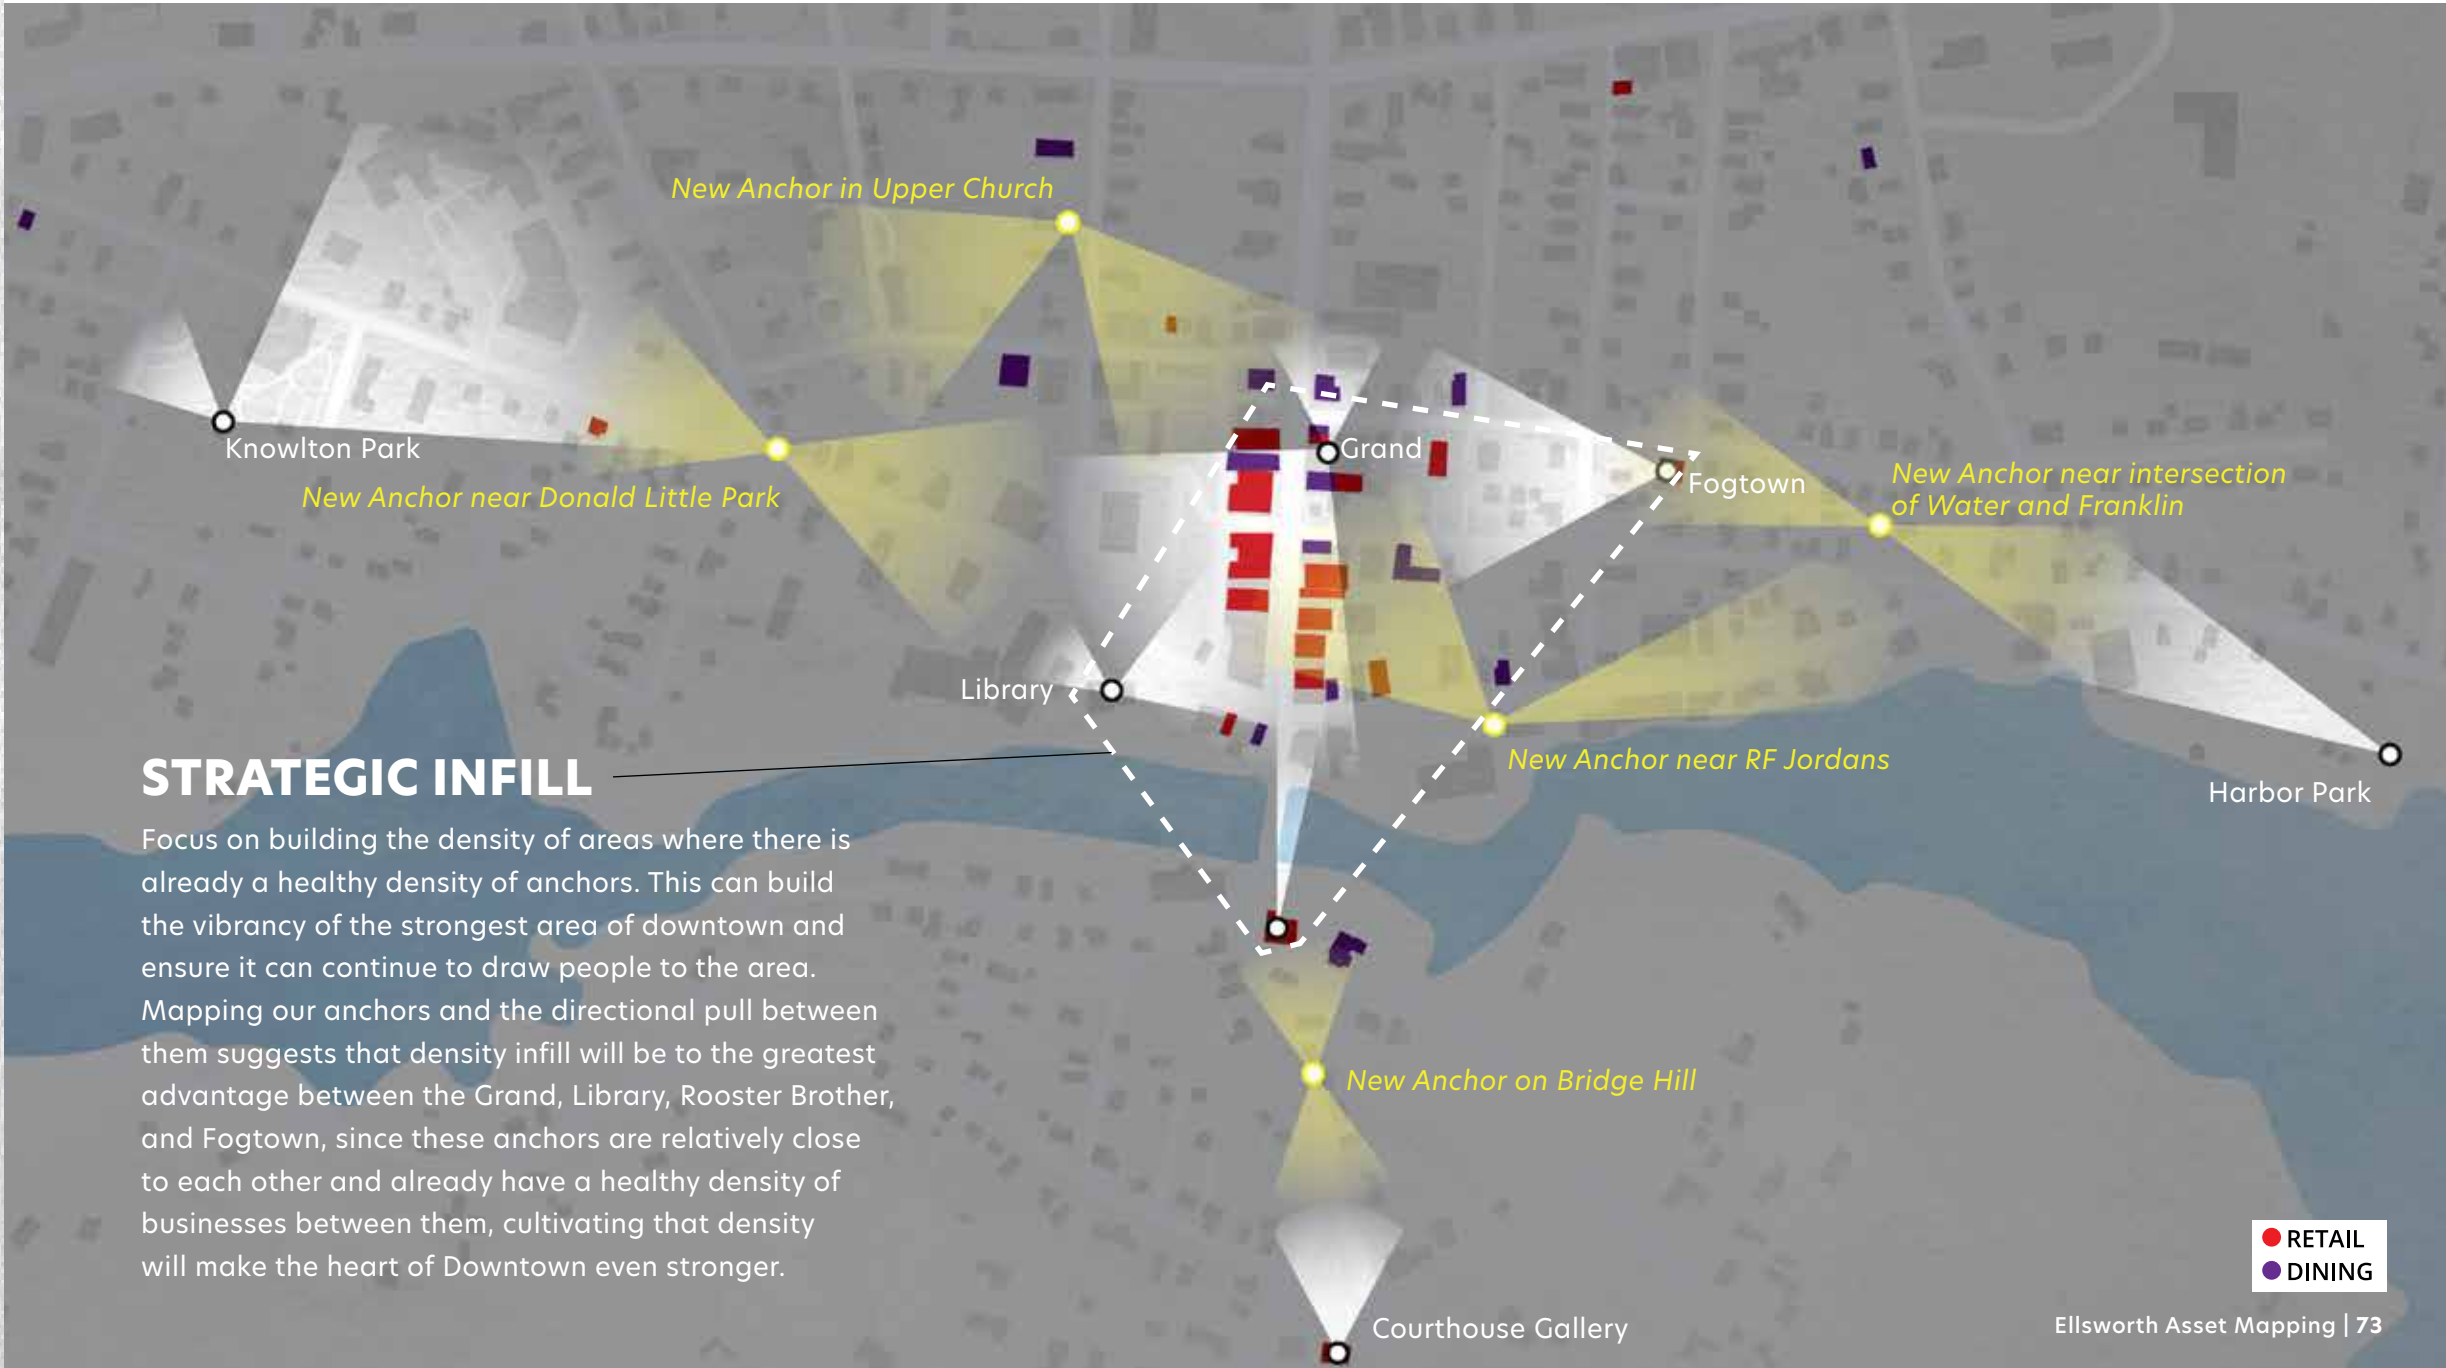 New Anchor in Upper Church
Knowlton Park
Grand
Fogtown
New Anchor near intersection
of Water and Franklin
New Anchor near Donald Little Park
Library
New Anchor near RF Jordans
Harbor Park
STRATEGIC INFILL
Focus on building the density of areas where there is
already a healthy density of anchors. This can build
the vibrancy of the strongest area of downtown and
ensure it can continue to draw people to the area.
Mapping our anchors and the directional pull between
them suggests that density infill will be to the greatest
advantage between the Grand, Library, Rooster Brother,
and Fogtown, since these anchors are relatively close
to each other and already have a healthy density of
businesses between them, cultivating that density
will make the heart of Downtown even stronger.
New Anchor on Bridge Hill
Courthouse Gallery
RETAIL
DINING
Ellsworth Asset Mapping | 73